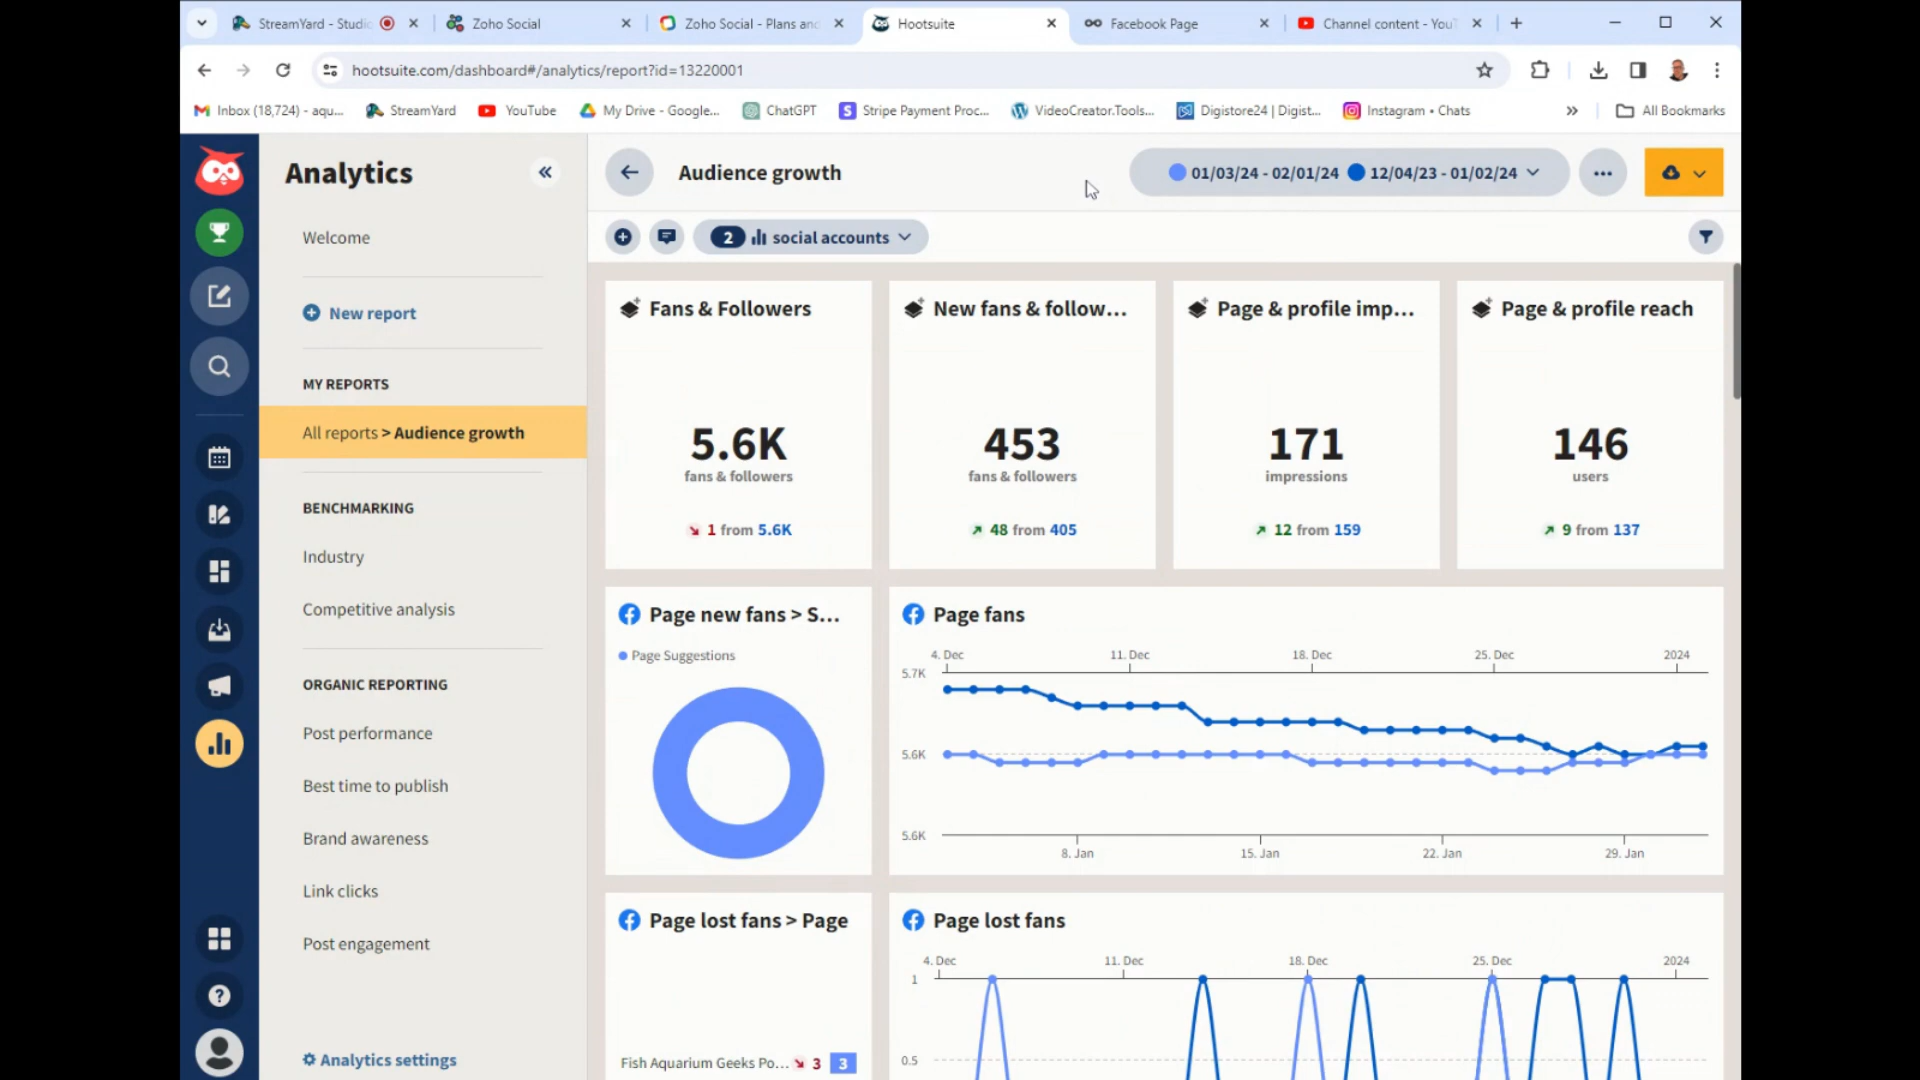 StreamYard - Studio
Zoho Social
Zoho Social - Plans and
Hootsuite
Facebook Page
Channel content - YouT
hootsuite.com/dashboard#/analytics/report?id=13220001
Inbox (18,724) - aqu...
StreamYard
YouTube
My Drive - Google...
ChatGPT
Stripe Payment Proc...
VideoCreator.Tools...
Digistore24 | Digist...
Instagram • Chats
All Bookmarks
Analytics
Welcome
New report
MY REPORTS
All reports > Audience growth
BENCHMARKING
Industry
Competitive analysis
ORGANIC REPORTING
Post performance
Best time to publish
Brand awareness
Link clicks
Post engagement
Analytics settings
Audience growth
01/03/24 - 02/01/24 12/04/23 - 01/02/24
2 social accounts
Fans & Followers
5.6K
fans & followers
1 from 5.6K
New fans & follow...
453
fans & followers
48 from 405
Page & profile imp...
171
impressions
12 from 159
Page & profile reach
146
users
9 from 137
Page new fans > S...
Page Suggestions
Page fans
4. Dec 11. Dec 18. Dec 25. Dec 2024
5.7K
5.6K
5.6K
8. Jan 15. Jan 22. Jan 29. Jan
Page lost fans > Page
Fish Aquarium Geeks Po... 3 3
Page lost fans
4. Dec 11. Dec 18. Dec 25. Dec 2024
1
0.5